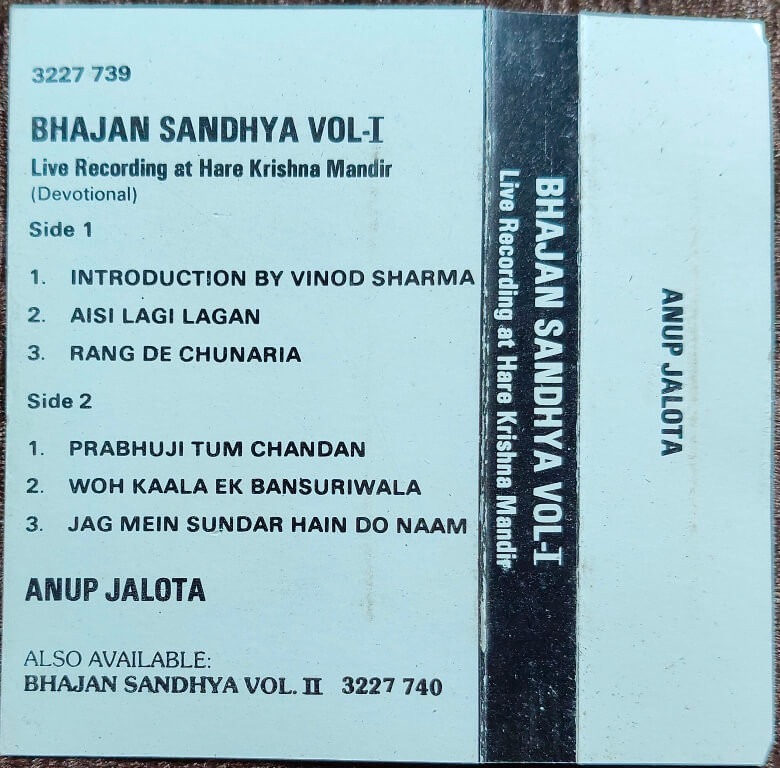 3227 739
BHAJAN SANDHYA VOL-I
Live Recording at Hare Krishna Mandir
(Devotional)
Side 1
1. INTRODUCTION BY VINOD SHARMA
2. AISI LAGI LAGAN
3. RANG DE CHUNARIA
Side 2
1. PRABHUJI TUM CHANDAN
2. WOH KAALA EK BANSURIWALA
3. JAG MEIN SUNDAR HAIN DO NAAM
ANUP JALOTA
ALSO AVAILABLE:
BHAJAN SANDHYA VOL. II 3227 740
BHAJAN SANDHYA VOL-I
Live Recording at Hare Krishna Mandir
ANUP JALOTA